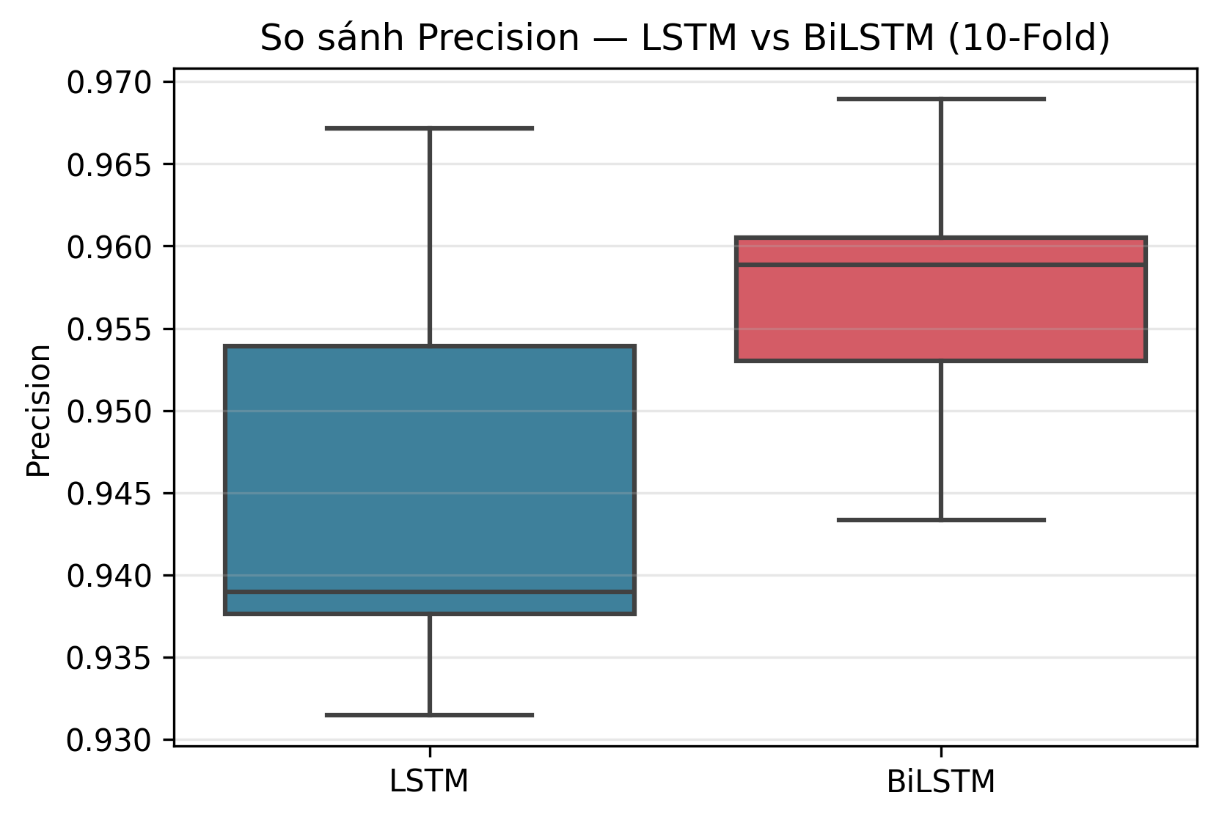 So sánh Precision — LSTM vs BiLSTM (10-Fold)
Precision
0.970
0.965
0.960
0.955
0.950
0.945
0.940
0.935
0.930
LSTM
BiLSTM